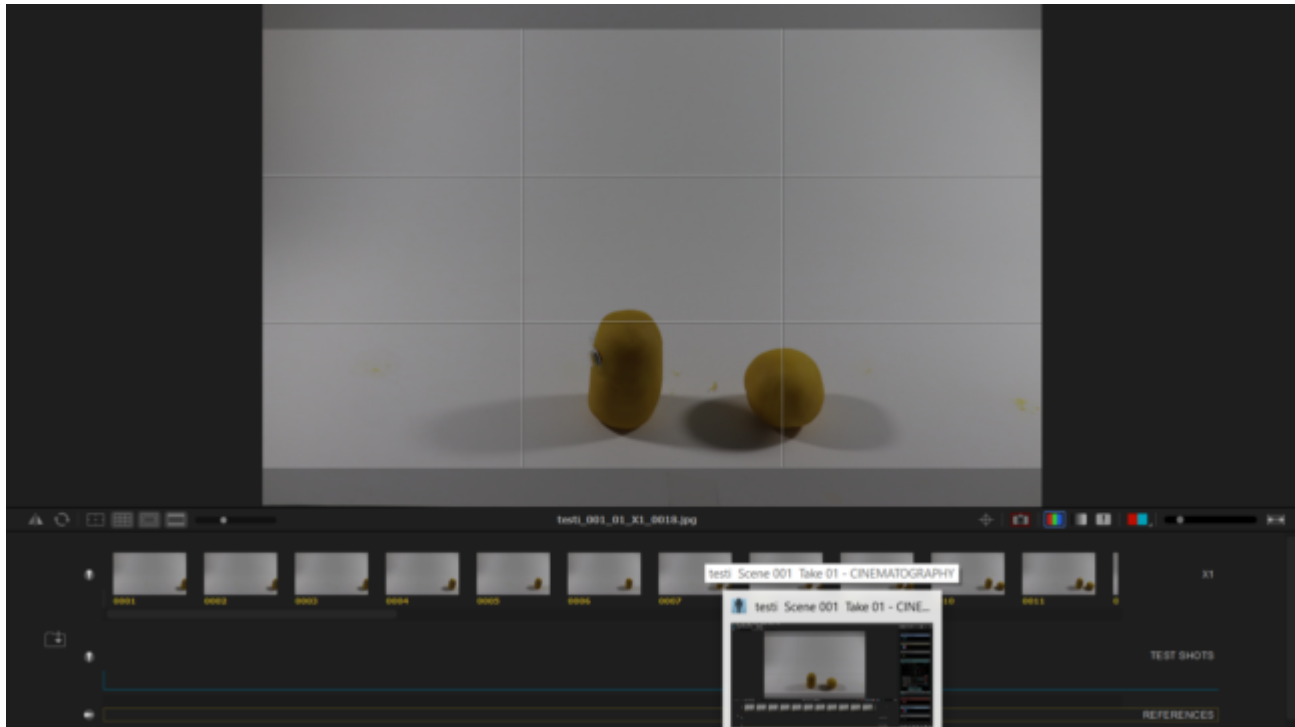 testi_001_01_X1_0018.jpg
X1
0001 0002 0003 0004 0005 0006 0007 10 0011
testi Scene 001 Take 01 - CINEMATOGRAPHY
testi Scene 001 Take 01 - CINE...
TEST SHOTS
REFERENCES